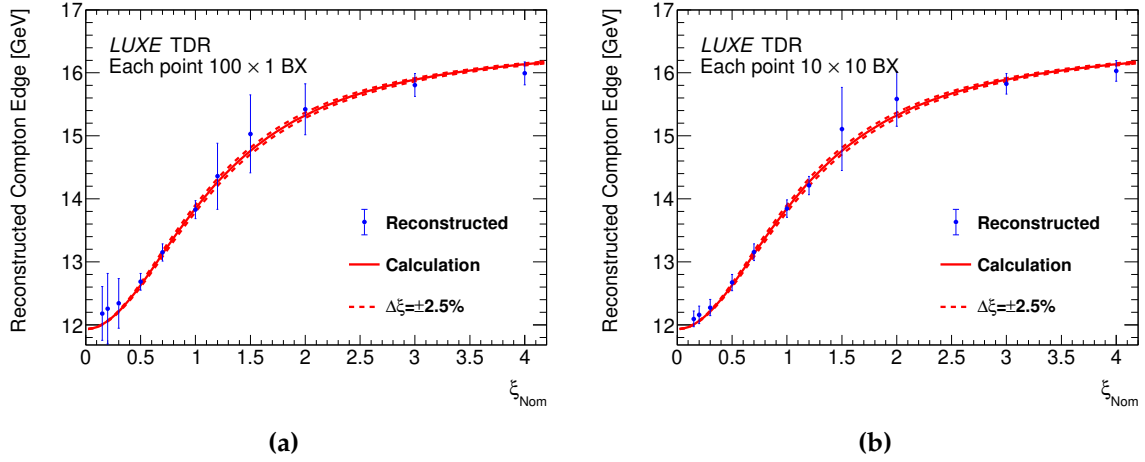 Reconstructed Compton Edge [GeV]
17
16
15
14
13
12
LUXE TDR
Each point 100 × 1 BX
Reconstructed
Calculation
Δξ=±2.5%
0 0.5 1 1.5 2 2.5 3 3.5 4
ξNom
(a)
Reconstructed Compton Edge [GeV]
17
16
15
14
13
12
LUXE TDR
Each point 10 × 10 BX
Reconstructed
Calculation
Δξ=±2.5%
0 0.5 1 1.5 2 2.5 3 3.5 4
ξNom
(b)